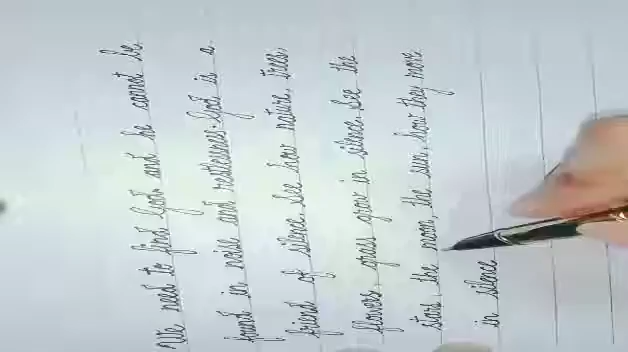 We need to find God, and he cannot be
found in noise and restlessness. God is a
friend of silence. See how nature, trees,
flowers, grass grow in silence, see the
stars, the moon, the sun, how they move
in silence